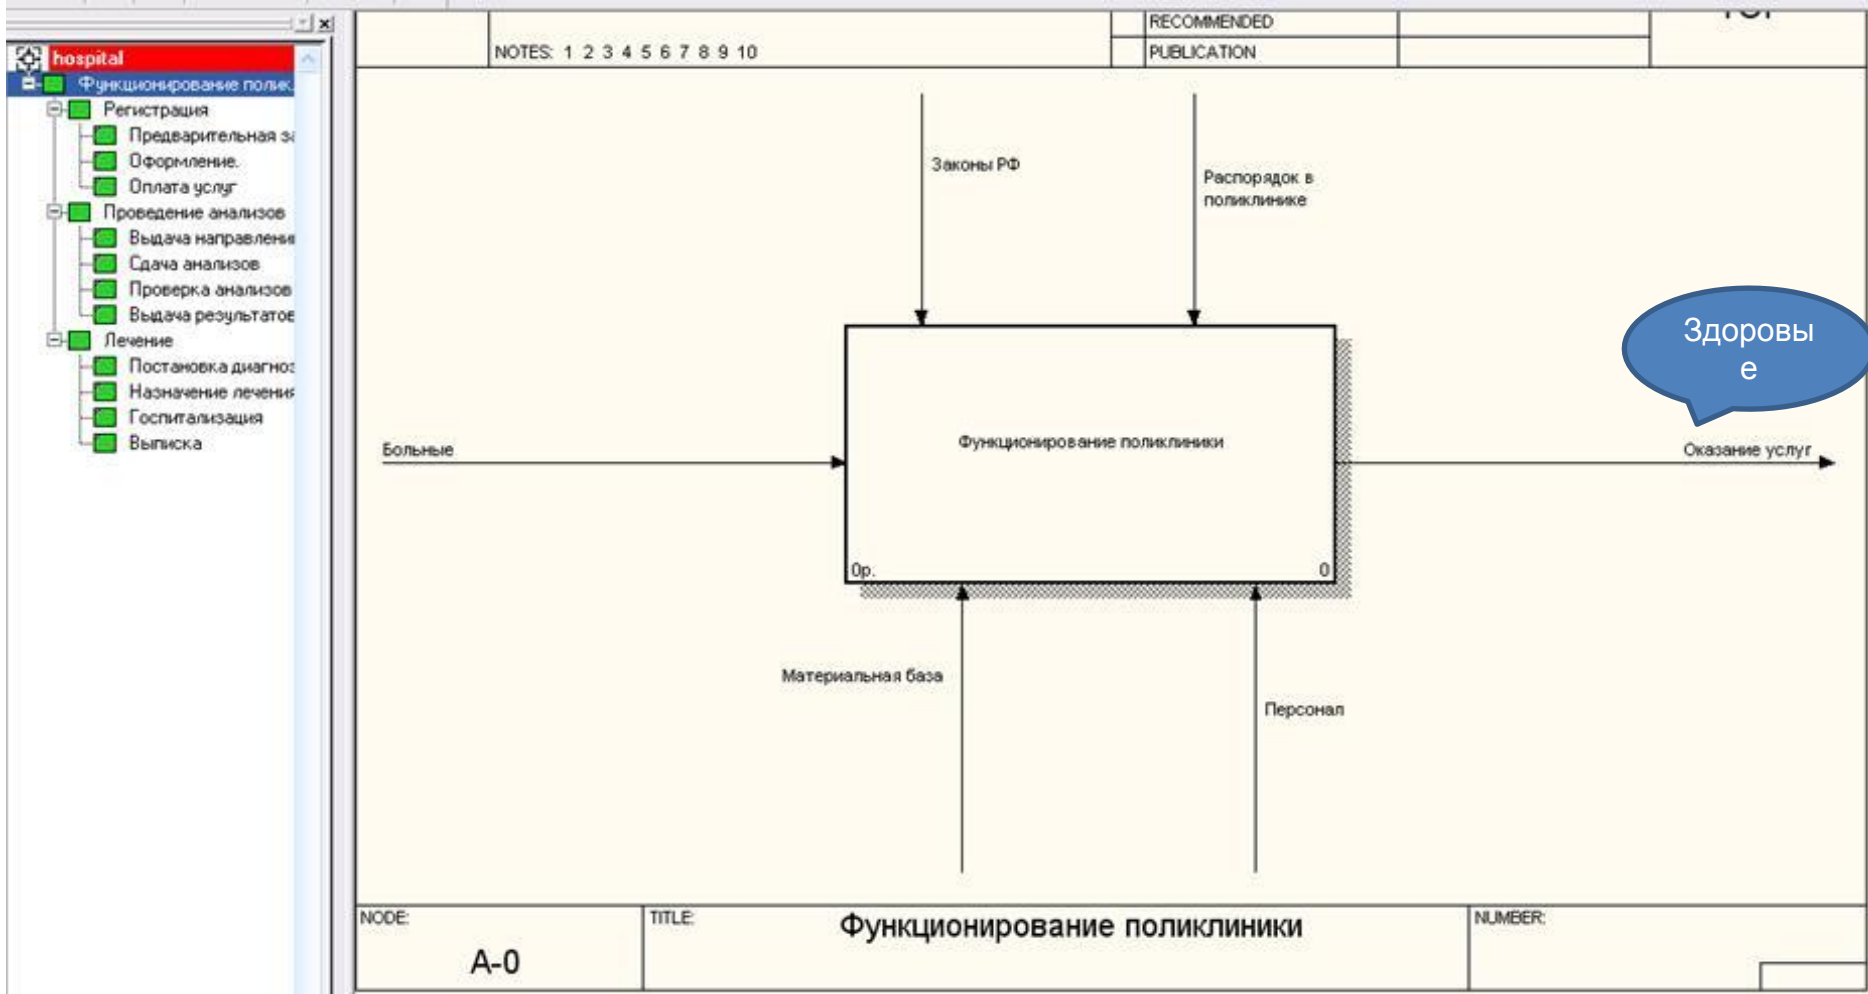 hospital
Функционирование полик.
Регистрация
Предварительная за
Оформление.
Оплата услуг
Проведение анализов
Выдача направлени
Сдача анализов
Проверка анализов
Выдача результатов
Лечение
Постановка диагноз
Назначение лечения
Госпитализация
Выписка
RECOMMENDED
NOTES: 1 2 3 4 5 6 7 8 9 10
PUBLICATION
Законы РФ
Распорядок в
поликлинике
Здоровы
е
Больные
Функционирование поликлиники
Оказание услуг
0р.
0
Материальная база
Персонал
NODE:
A-0
TITLE:
Функционирование поликлиники
NUMBER: